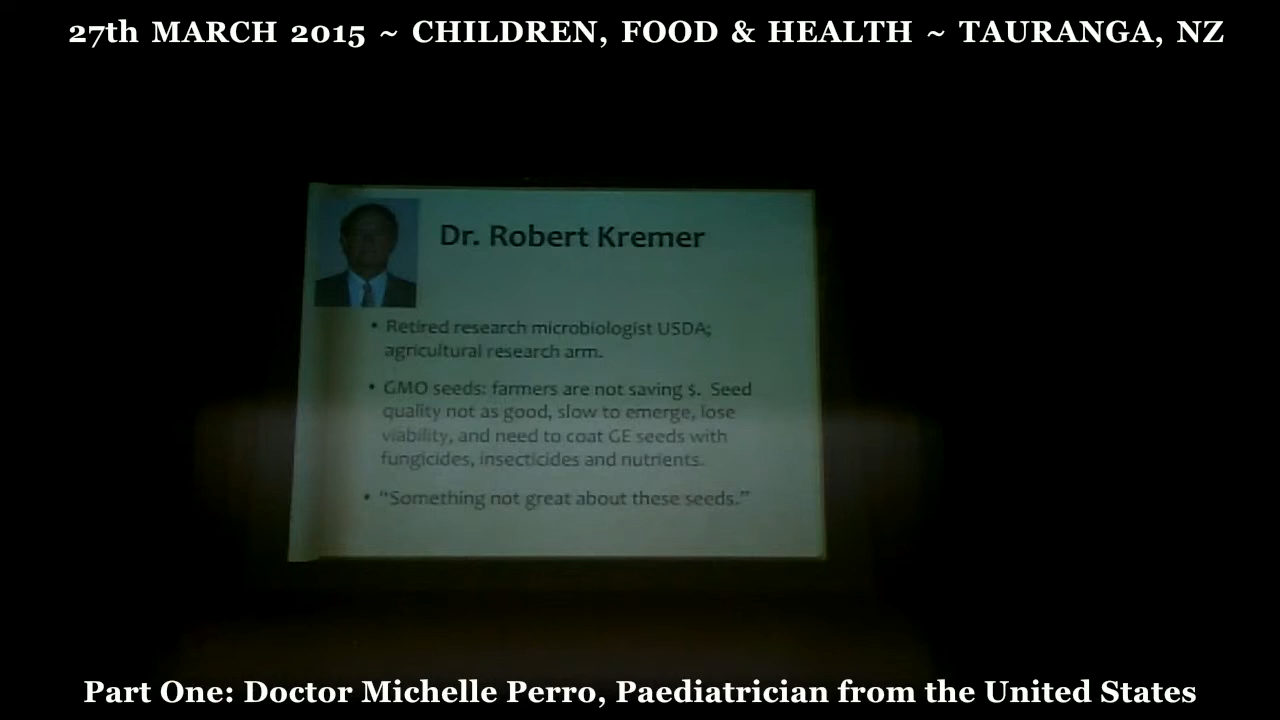 27th MARCH 2015 ~ CHILDREN, FOOD & HEALTH ~ TAURANGA, NZ
Dr. Robert Kremer
• Retired research microbiologist USDA;
agricultural research arm.
• GMO seeds: farmers are not saving $. Seed
quality not as good, slow to emerge, lose
viability, and need to coat GE seeds with
fungicides, insecticides and nutrients.
• “Something not great about these seeds.”
Part One: Doctor Michelle Perro, Paediatrician from the United States